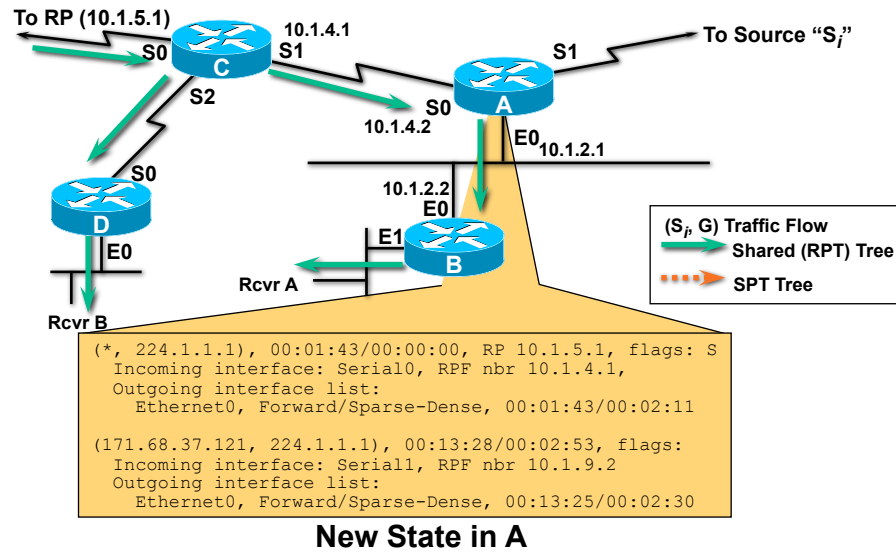 To RP (10.1.5.1)
10.1.4.1
S0
C
S1
S2
To Source “Si”
S1
A
S0
10.1.4.2
E0
10.1.2.1
10.1.2.2
E0
S0
D
E0
E1
B
Rcvr A
Rcvr B
(Si, G) Traffic Flow
Shared (RPT) Tree
SPT Tree
(*, 224.1.1.1), 00:01:43/00:00:00, RP 10.1.5.1, flags: S
Incoming interface: Serial0, RPF nbr 10.1.4.1,
Outgoing interface list:
Ethernet0, Forward/Sparse-Dense, 00:01:43/00:02:11
(171.68.37.121, 224.1.1.1), 00:13:28/00:02:53, flags:
Incoming interface: Serial1, RPF nbr 10.1.9.2
Outgoing interface list:
Ethernet0, Forward/Sparse-Dense, 00:13:25/00:02:30
New State in A